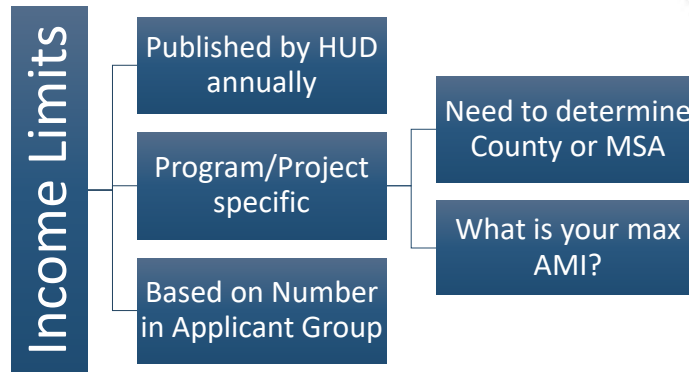 Income Limits
Published by HUD
annually
Program/Project
specific
Need to determine
County or MSA
What is your max
AMI?
Based on Number
in Applicant Group